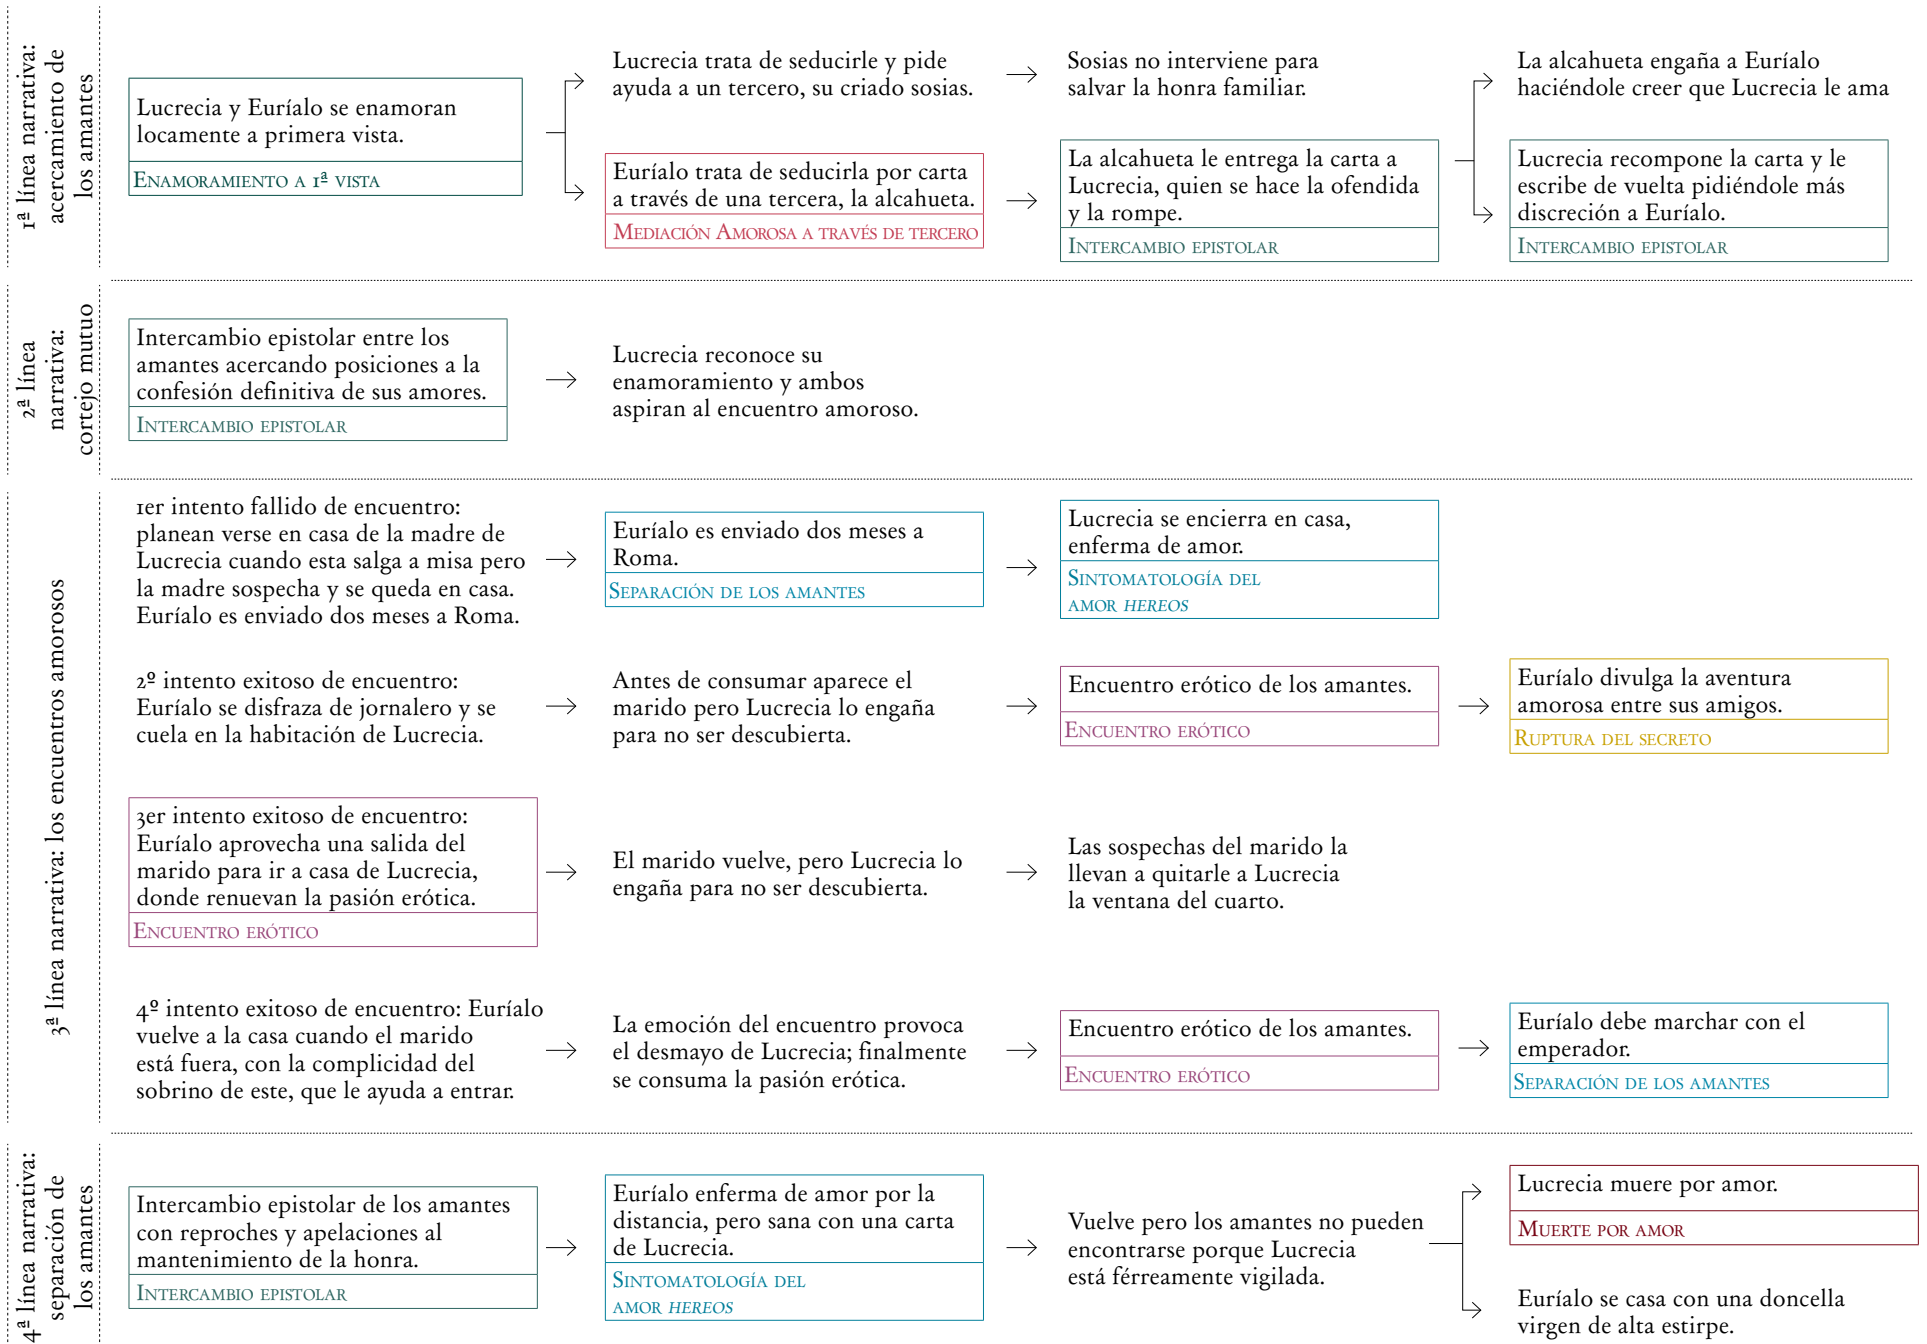 1ª línea narrativa:
acercamiento de
los amantes
Lucrecia y Euríalo se enamoran
locamente a primera vista.
Enamoramiento a 1ª vista
Lucrecia trata de seducirle y pide
ayuda a un tercero, su criado sosias.
Sosias no interviene para
salvar la honra familiar.
Euríalo trata de seducirla por carta
a través de una tercera, la alcahueta.
Mediación Amorosa a través de tercero
La alcahueta le entrega la carta a
Lucrecia, quien se hace la ofendida
y la rompe.
Intercambio epistolar
La alcahueta engaña a Euríalo
haciéndole creer que Lucrecia le ama
Lucrecia recompone la carta y le
escribe de vuelta pidiéndole más
discreción a Euríalo.
Intercambio epistolar
2ª línea
narrativa:
cortejo mutuo
Intercambio epistolar entre los
amantes acercando posiciones a la
confesión definitiva de sus amores.
Intercambio epistolar
Lucrecia reconoce su
enamoramiento y ambos
aspiran al encuentro amoroso.
3ª línea narrativa: los encuentros amorosos
1er intento fallido de encuentro:
planean verse en casa de la madre de
Lucrecia cuando esta salga a misa pero
la madre sospecha y se queda en casa.
Euríalo es enviado dos meses a Roma.
Euríalo es enviado dos meses a
Roma.
Separación de los amantes
Lucrecia se encierra en casa,
enferma de amor.
Sintomatología del
amor hereos
2º intento exitoso de encuentro:
Euríalo se disfraza de jornalero y se
cuela en la habitación de Lucrecia.
Antes de consumar aparece el
marido pero Lucrecia lo engaña
para no ser descubierta.
Encuentro erótico de los amantes.
Encuentro erótico
Euríalo divulga la aventura
amorosa entre sus amigos.
Ruptura del secreto
3er intento exitoso de encuentro:
Euríalo aprovecha una salida del
marido para ir a casa de Lucrecia,
donde renuevan la pasión erótica.
Encuentro erótico
El marido vuelve, pero Lucrecia lo
engaña para no ser descubierta.
Las sospechas del marido la
llevan a quitarle a Lucrecia
la ventana del cuarto.
4º intento exitoso de encuentro: Euríalo
vuelve a la casa cuando el marido
está fuera, con la complicidad del
sobrino de este, que le ayuda a entrar.
La emoción del encuentro provoca
el desmayo de Lucrecia; finalmente
se consuma la pasión erótica.
Encuentro erótico de los amantes.
Encuentro erótico
Euríalo debe marchar con el
emperador.
Separación de los amantes
4ª línea narrativa:
separación de
los amantes
Intercambio epistolar de los amantes
con reproches y apelaciones al
mantenimiento de la honra.
Intercambio epistolar
Euríalo enferma de amor por la
distancia, pero sana con una carta
de Lucrecia.
Sintomatología del
amor hereos
Vuelve pero los amantes no pueden
encontrarse porque Lucrecia
está férreamente vigilada.
Lucrecia muere por amor.
Muerte por amor
Euríalo se casa con una doncella
virgen de alta estirpe.